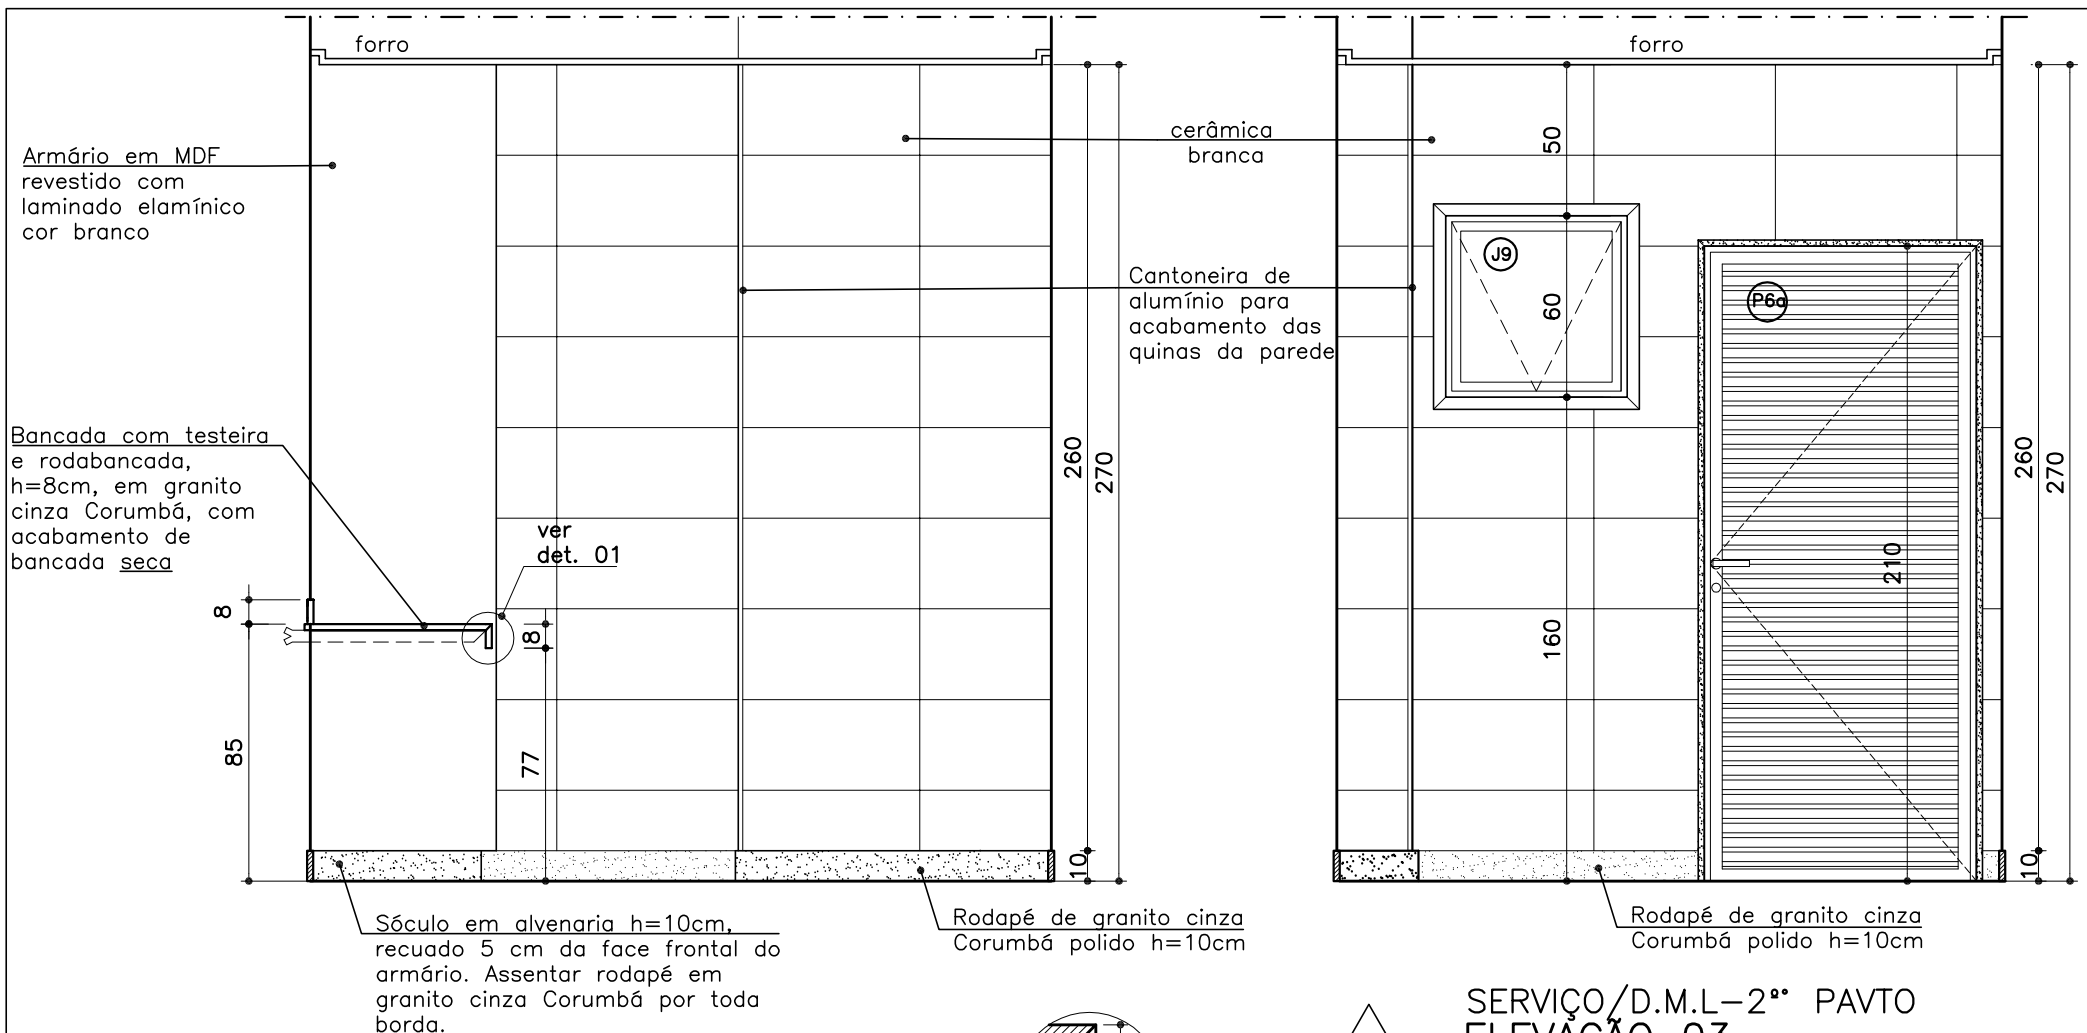 forro
forro
Armário em MDF
revestido com
laminado elamínico
cor branco
cerâmica
branca
50
J9
60
P6a
Cantoneira de
alumínio para
acabamento das
quinas da parede
Bancada com testeira
e rodabancada,
h=8cm, em granito
cinza Corumbá, com
acabamento de
bancada seca
ver
det. 01
260
270
260
270
210
160
8
8
85
77
10
10
Sóculo em alvenaria h=10cm,
recuado 5 cm da face frontal do
armário. Assentar rodapé em
granito cinza Corumbá por toda
borda.
Rodapé de granito cinza
Corumbá polido h=10cm
Rodapé de granito cinza
Corumbá polido h=10cm
SERVIÇO/D.M.L-2º PAVTO
ELEVAÇÃO